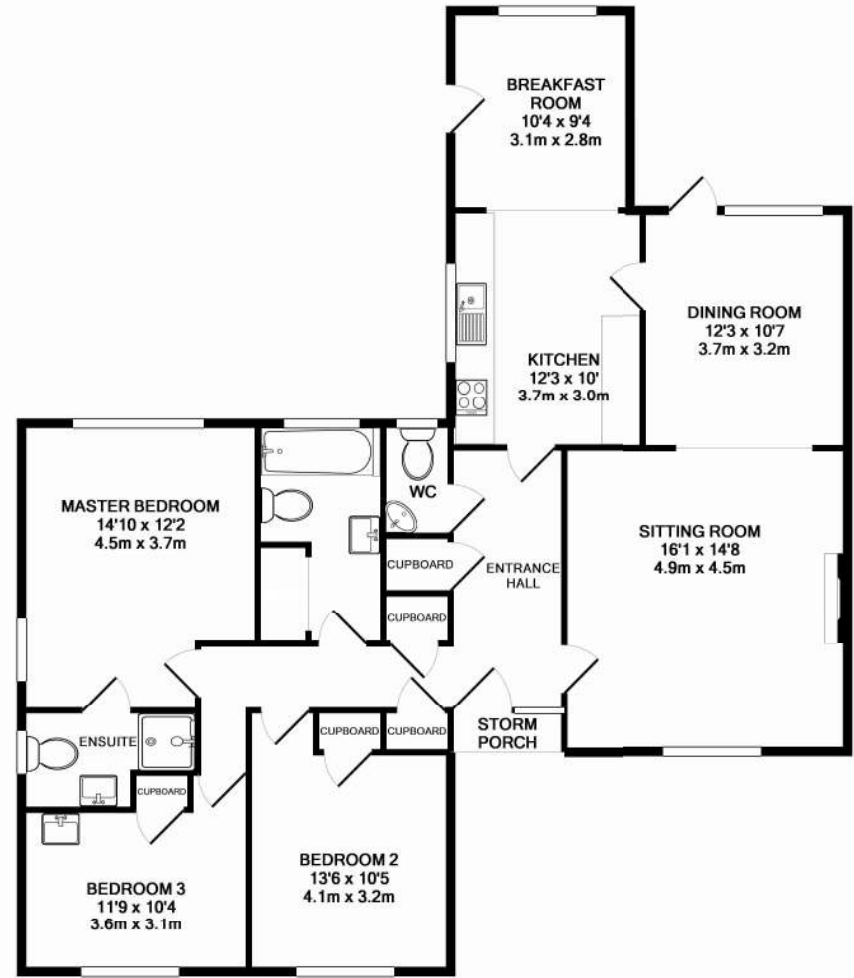 BREAKFAST
ROOM
10'4 x 9'4
3.1m x 2.8m
DINING ROOM
12'3 x 10'7
3.7m x 3.2m
KITCHEN
12'3 x 10'
3.7m x 3.0m
MASTER BEDROOM
14'10 x 12'2
4.5m x 3.7m
WC
SITTING ROOM
16'1 x 14'8
4.9m x 4.5m
CUPBOARD
ENTRANCE
HALL
CUPBOARD
ENSUITE
CUPBOARD
CUPBOARD
STORM
PORCH
CUPBOARD
BEDROOM 2
13'6 x 10'5
4.1m x 3.2m
BEDROOM 3
11'9 x 10'4
3.6m x 3.1m